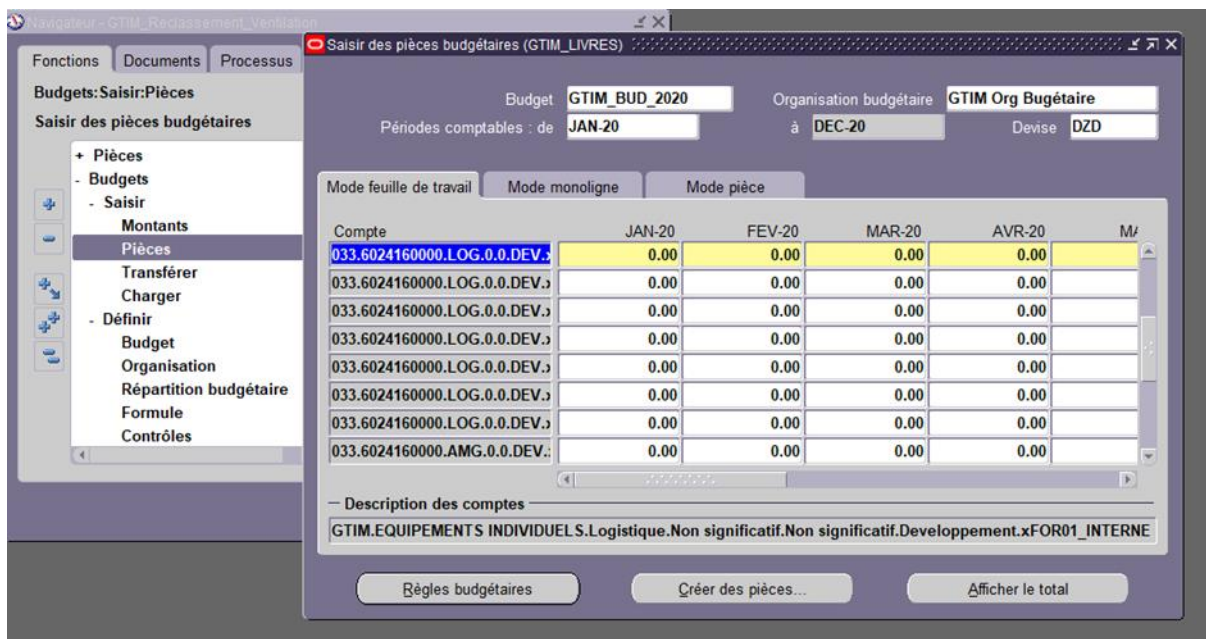 Navigateur - GTIM_Reclassement_Ventilation
Fonctions Documents Processus
Budgets:Saisir:Pièces
Saisir des pièces budgétaires
+ Pièces
- Budgets
- Saisir
Montants
Pièces
Transférer
Charger
- Définir
Budget
Organisation
Répartition budgétaire
Formule
Contrôles
Saisir des pièces budgétaires (GTIM_LIVRES)
Budget GTIM_BUD_2020 Organisation budgétaire GTIM Org Bugétaire
Périodes comptables : de JAN-20 à DEC-20 Devise DZD
Mode feuille de travail Mode monoligne Mode pièce
Compte JAN-20 FEV-20 MAR-20 AVR-20 MA
033.6024160000.LOG.0.0.DEV.x 0.00 0.00 0.00 0.00
033.6024160000.LOG.0.0.DEV.x 0.00 0.00 0.00 0.00
033.6024160000.LOG.0.0.DEV.x 0.00 0.00 0.00 0.00
033.6024160000.LOG.0.0.DEV.x 0.00 0.00 0.00 0.00
033.6024160000.LOG.0.0.DEV.x 0.00 0.00 0.00 0.00
033.6024160000.LOG.0.0.DEV.x 0.00 0.00 0.00 0.00
033.6024160000.LOG.0.0.DEV.x 0.00 0.00 0.00 0.00
033.6024160000.AMG.0.0.DEV. 0.00 0.00 0.00 0.00
Description des comptes
GTIM.EQUIPEMENTS INDIVIDUELS.Logistique.Non significatif.Non significatif.Developpement.xFOR01_INTERNE
Règles budgétaires Créer des pièces... Afficher le total